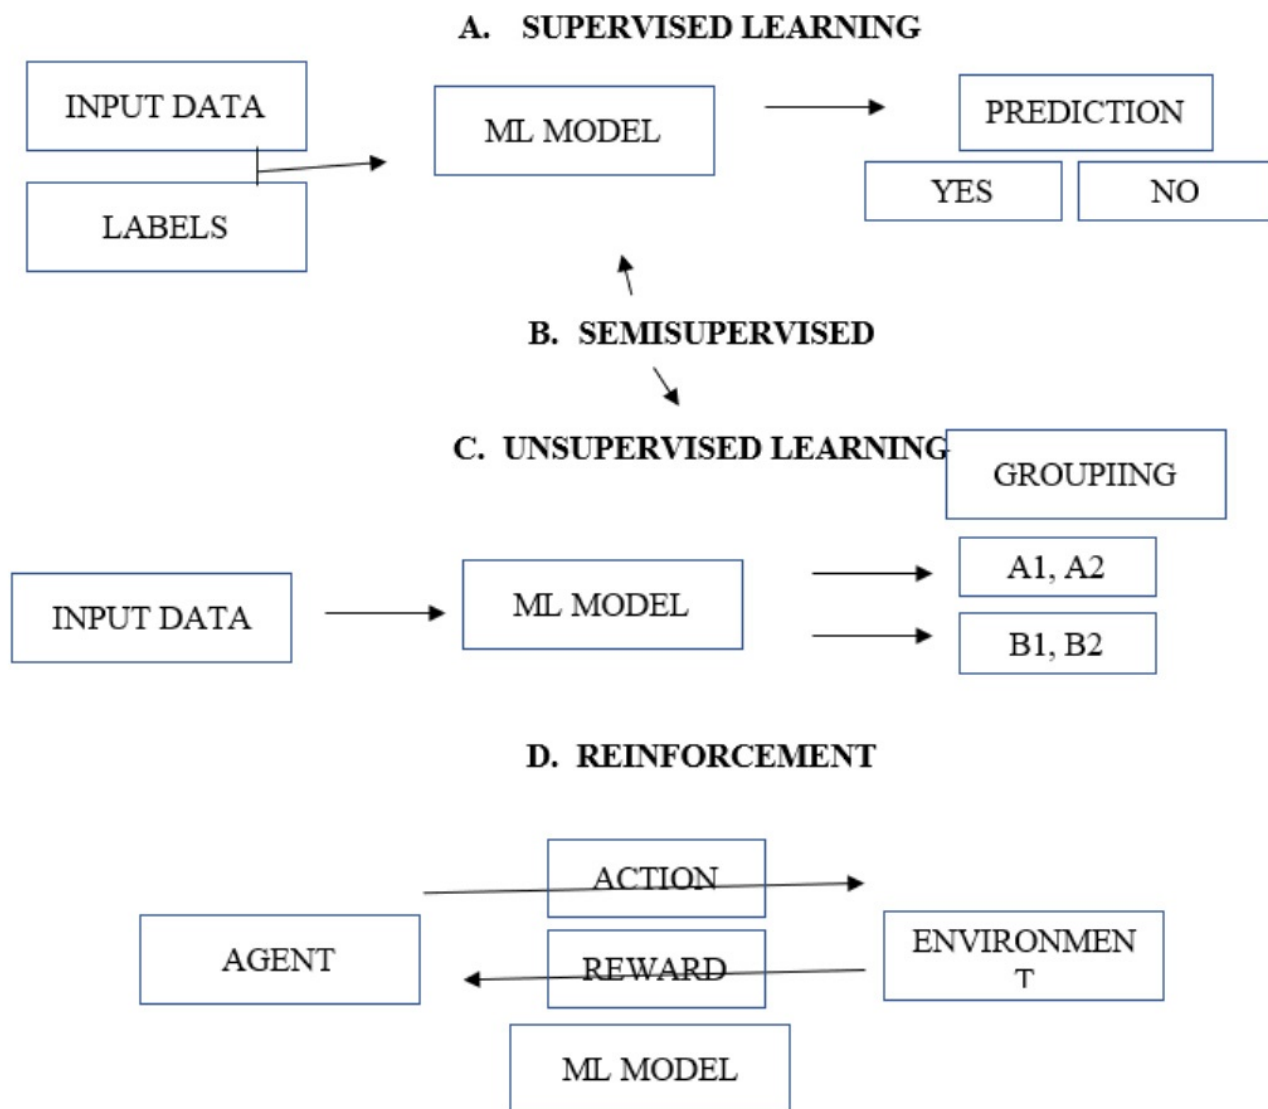 A. SUPERVISED LEARNING
INPUT DATA
ML MODEL
PREDICTION
YES
NO
LABELS
B. SEMISUPERVISED
C. UNSUPERVISED LEARNING
GROUPIING
A1, A2
INPUT DATA
ML MODEL
B1, B2
D. REINFORCEMENT
ACTION
AGENT
REWARD
ENVIRONMEN
T
ML MODEL